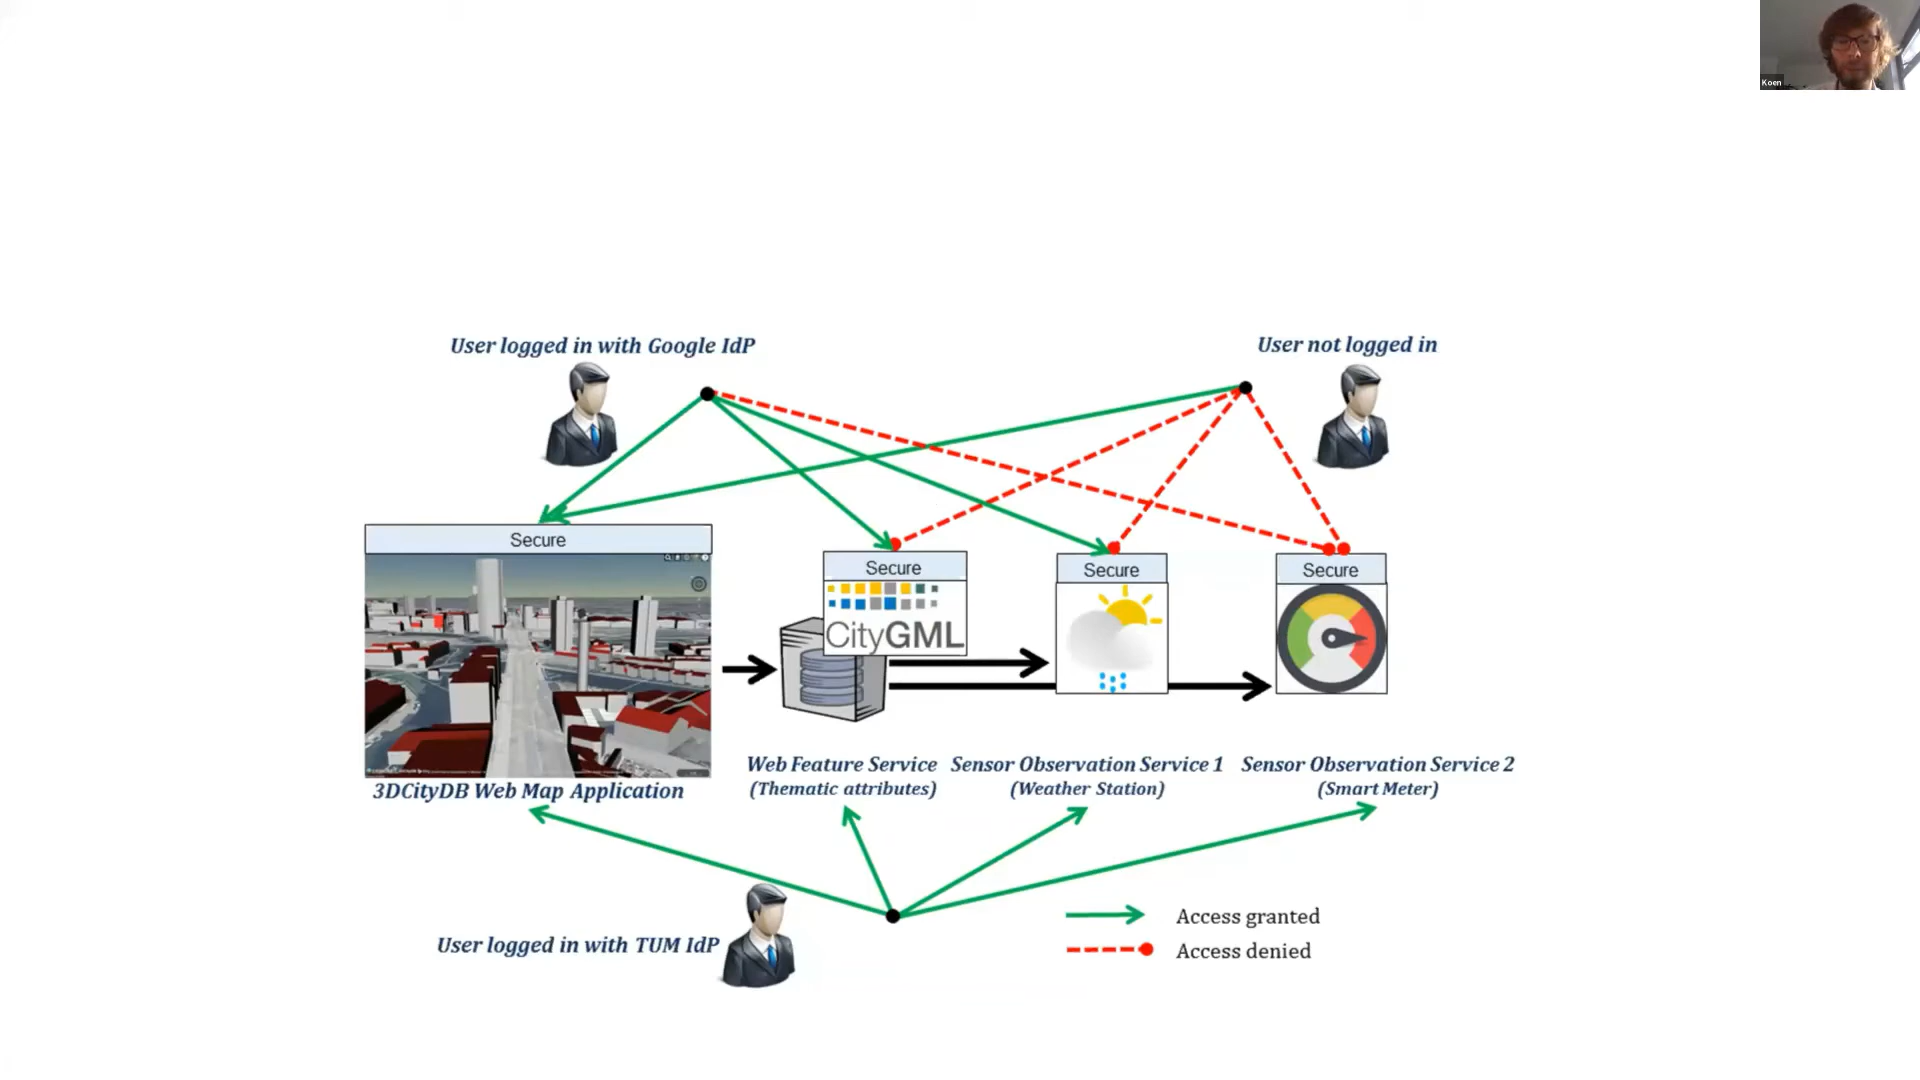 Koen
User logged in with Google IdP
User not logged in
Secure
Secure
Secure
Secure
CityGML
Web Feature Service
(Thematic attributes)
Sensor Observation Service 1
(Weather Station)
Sensor Observation Service 2
(Smart Meter)
3DCityDB Web Map Application
User logged in with TUM IdP
Access granted
Access denied